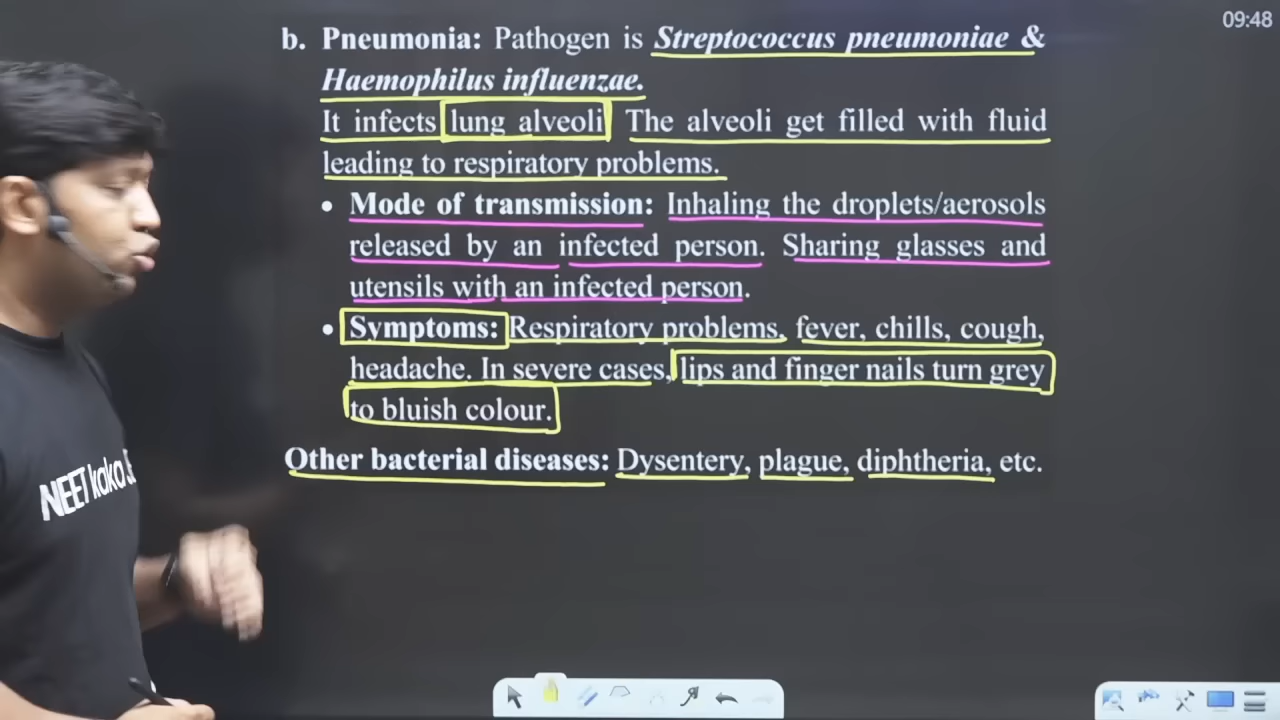 09:48
b. Pneumonia: Pathogen is Streptococcus pneumoniae &
Haemophilus influenzae.
It infects lung alveoli The alveoli get filled with fluid
leading to respiratory problems.
• Mode of transmission: Inhaling the droplets/aerosols
released by an infected person. Sharing glasses and
utensils with an infected person.
• Symptoms: Respiratory problems, fever, chills, cough,
headache. In severe cases, lips and finger nails turn grey
to bluish colour.
Other bacterial diseases: Dysentery, plague, diphtheria, etc.
NEET kaka